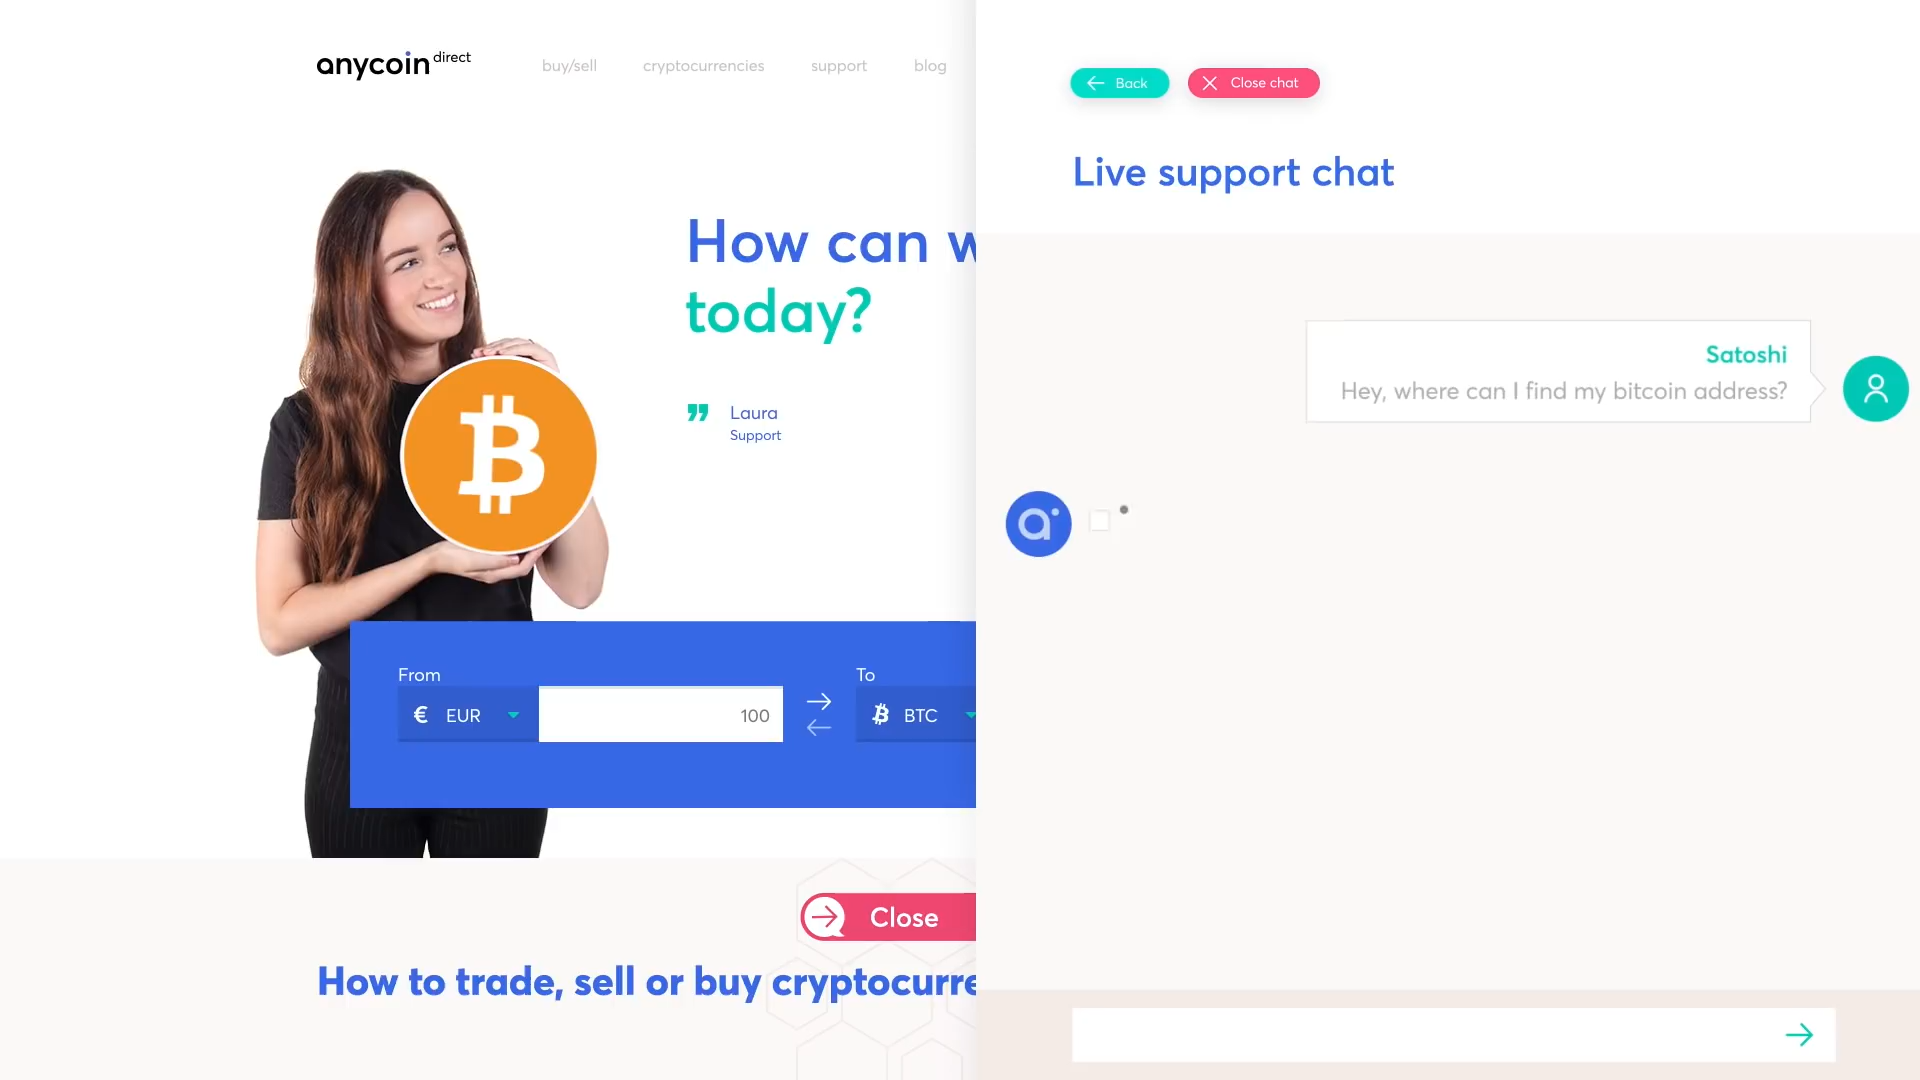 anycoin direct
buy/sell cryptocurrencies support blog
How can w
today?
Laura
Support
From
€ EUR 100
To
BTC
Close
How to trade, sell or buy cryptocurre
Back
Close chat
Live support chat
Satoshi
Hey, where can I find my bitcoin address?